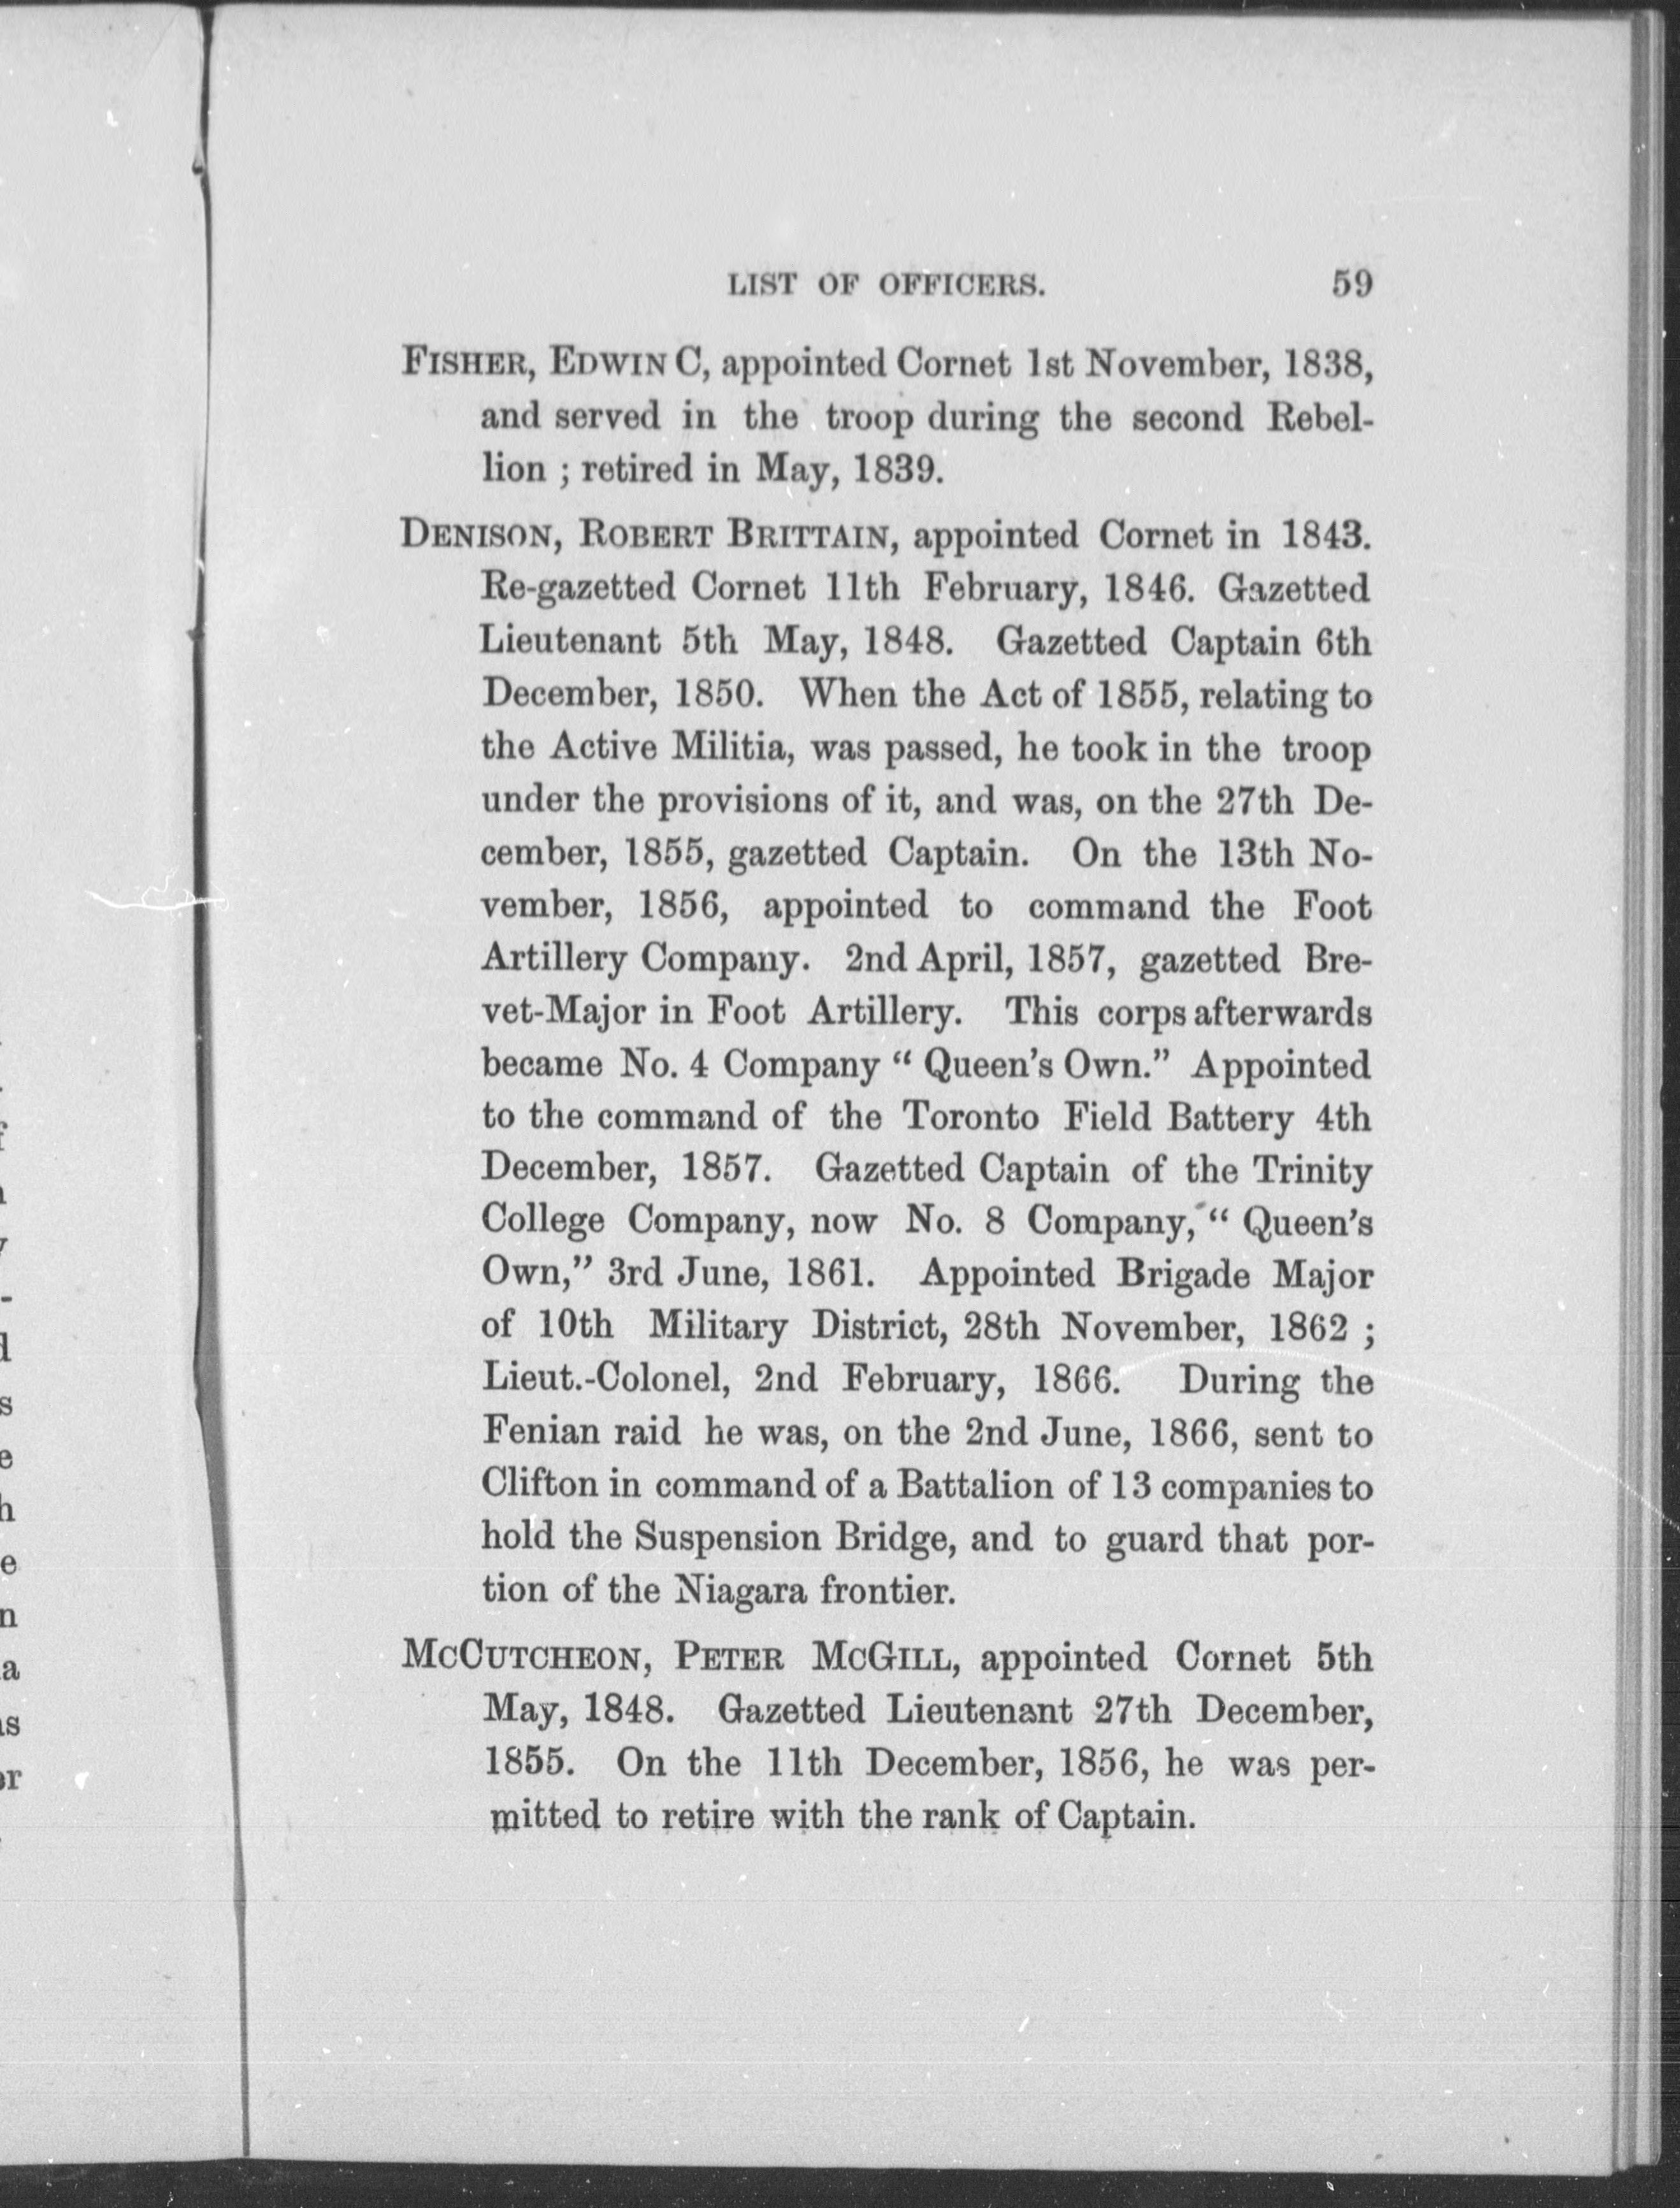 LIST OF OFFICERS. 59
FISHER, EDWIN C, appointed Cornet 1st November, 1838,
and served in the troop during the second Rebel-
lion ; retired in May, 1839.
DENISON, ROBERT BRITTAIN, appointed Cornet in 1843.
Re-gazetted Cornet 11th February, 1846. Gazetted
Lieutenant 5th May, 1848. Gazetted Captain 6th
December, 1850. When the Act of 1855, relating to
the Active Militia, was passed, he took in the troop
under the provisions of it, and was, on the 27th De-
cember, 1855, gazetted Captain. On the 13th No-
vember, 1856, appointed to command the Foot
Artillery Company. 2nd April, 1857, gazetted Bre-
vet-Major in Foot Artillery. This corps afterwards
became No. 4 Company “ Queen’s Own.” Appointed
to the command of the Toronto Field Battery 4th
December, 1857. Gazetted Captain of the Trinity
College Company, now No. 8 Company, “ Queen’s
Own,” 3rd June, 1861. Appointed Brigade Major
of 10th Military District, 28th November, 1862 ;
Lieut.-Colonel, 2nd February, 1866. During the
Fenian raid he was, on the 2nd June, 1866, sent to
Clifton in command of a Battalion of 13 companies to
hold the Suspension Bridge, and to guard that por-
tion of the Niagara frontier.
MCCUTCHEON, PETER MCGILL, appointed Cornet 5th
May, 1848. Gazetted Lieutenant 27th December,
1855. On the 11th December, 1856, he was per-
mitted to retire with the rank of Captain.